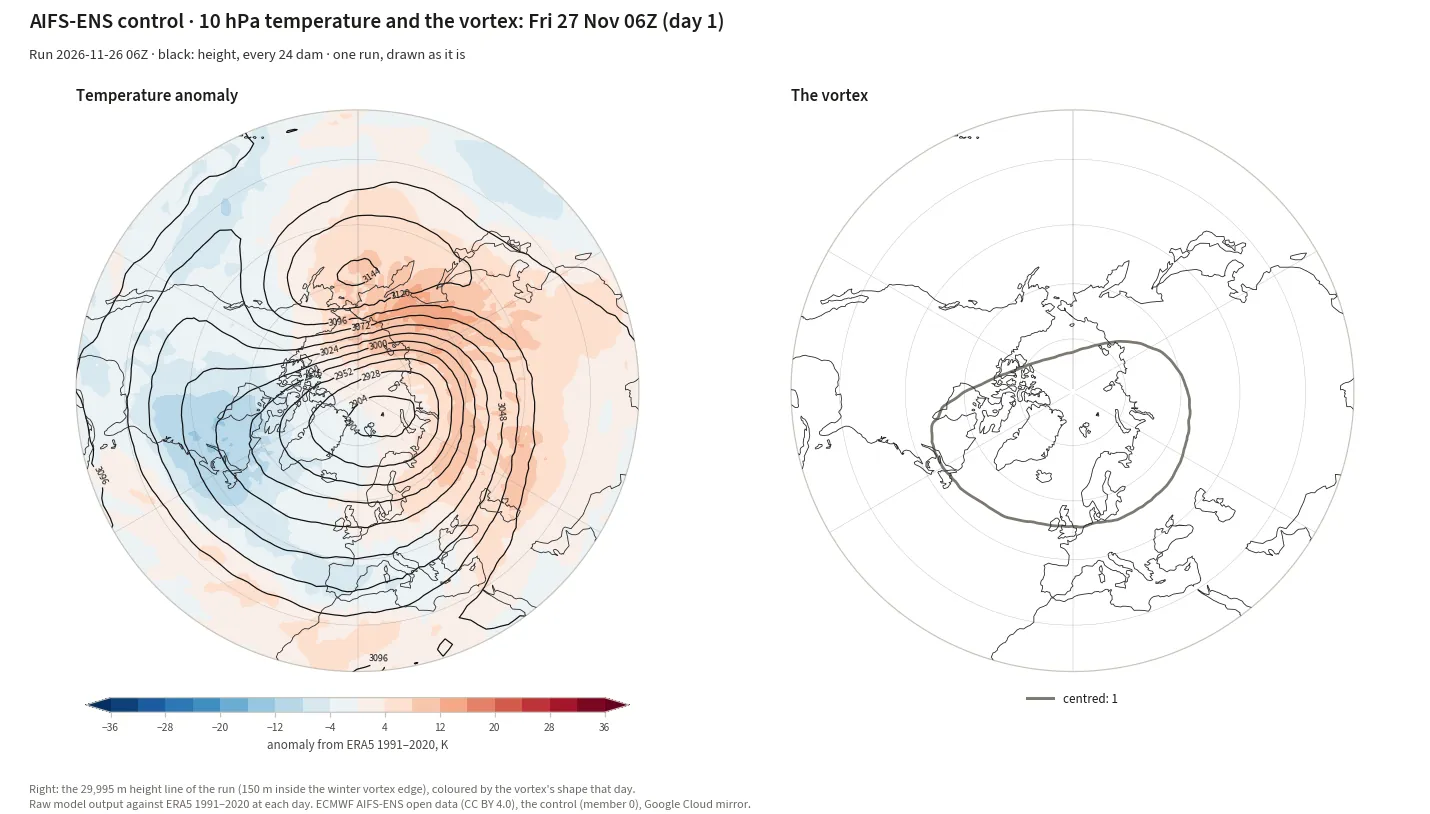 AIFS-ENS control · 10 hPa temperature and the vortex: Fri 27 Nov 06Z (day 1)
Run 2026-11-26 06Z · black: height, every 24 dam · one run, drawn as it is
Temperature anomaly
The vortex
3144
3120
3096
3072
3000
3024
2952
2928
2904
3048
3096
3096
−36 −28 −20 −12 −4 4 12 20 28 36
anomaly from ERA5 1991–2020, K
centred: 1
Right: the 29,995 m height line of the run (150 m inside the winter vortex edge), coloured by the vortex's shape that day.
Raw model output against ERA5 1991–2020 at each day. ECMWF AIFS-ENS open data (CC BY 4.0), the control (member 0), Google Cloud mirror.